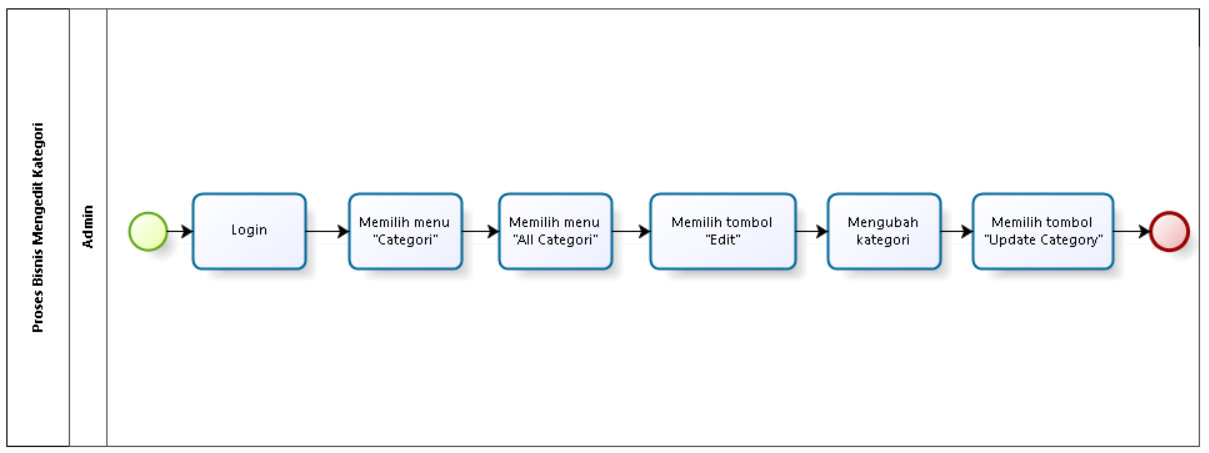 Proses Bisnis Mengedit Kategori
Admin
Login
Memilih menu
"Categori"
Memilih menu
"All Categori"
Memilih tombol
"Edit"
Mengubah
kategori
Memilih tombol
"Update Category"